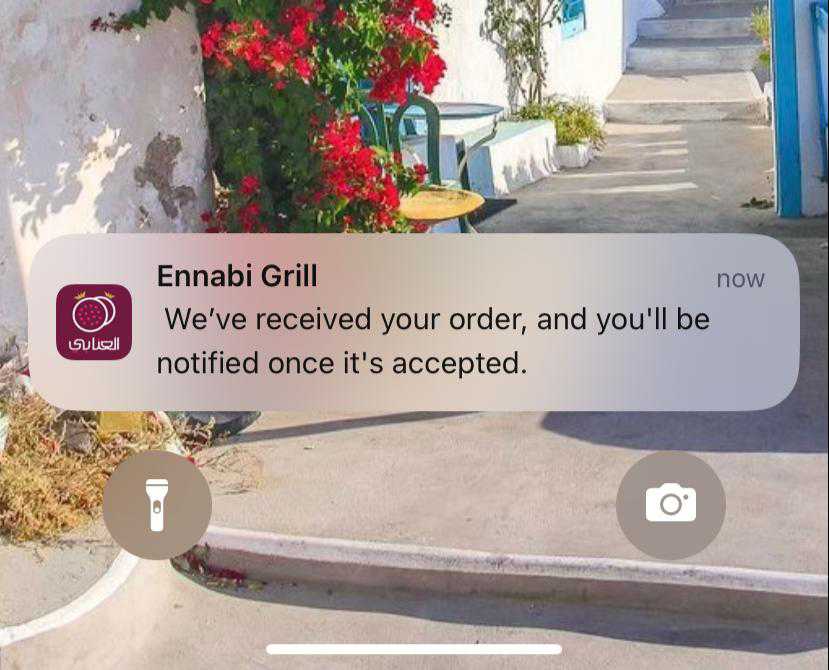 Ennabi Grill
now
We’ve received your order, and you'll be
notified once it's accepted.
العنابي